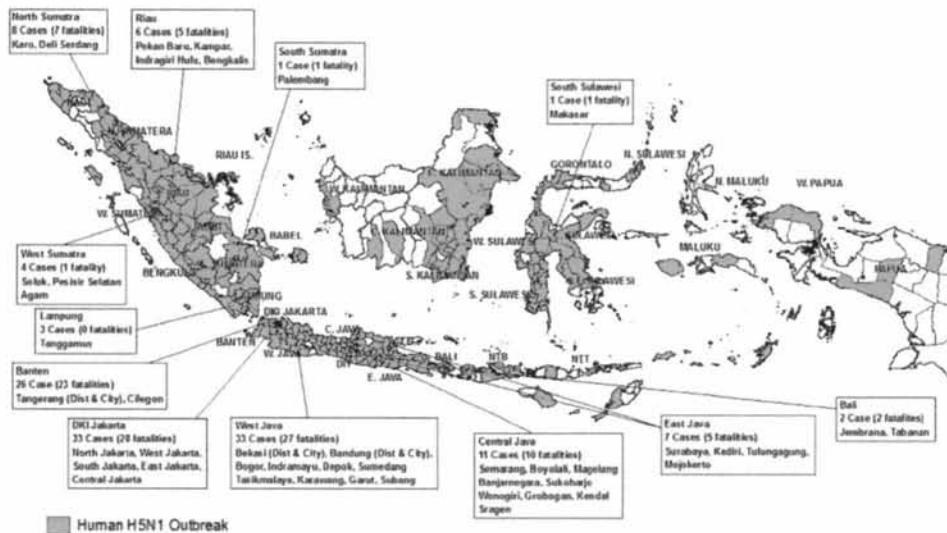 North Sumatra
8 Cases (7 fatalities)
Karo, Deli Serdang
Riau
6 Cases (5 fatalities)
Pekan Baru, Kampar,
Indragiri Hulu, Bengkalis
South Sumatra
1 Case (1 fatality)
Palembang
South Sulawesi
1 Case (1 fatality)
Makasar
RIAU IS.
GORONTALO
N. SULAWESI
N. MALUKU
W. PAPUA
W. KALIMANTAN
W. SUMATERA
BABEL
W. SULAWESI
MALUKU
PAPUA
S. KALIMANTAN
S. SULAWESI
BENGKULU
West Sumatra
4 Cases (1 fatality)
Solok, Pesisir Selatan
Agam
Lampung
3 Cases (0 fatalities)
Tanggamus
DKI JAKARTA
BANTEN
W. JAVA
C. JAVA
DIY
E. JAVA
BALI
NTB
NTT
Banten
26 Case (23 fatalities)
Tangerang (Dist & City), Cilegon
DKI Jakarta
33 Cases (28 fatalities)
North Jakarta, West Jakarta,
South Jakarta, East Jakarta,
Central Jakarta
West Java
33 Cases (27 fatalities)
Bekasi (Dist & City), Bandung (Dist & City),
Bogor, Indramayu, Depok, Sumedang
Tasikmalaya, Karawang, Garut, Subang
Central Java
11 Cases (10 fatalities)
Semarang, Boyolali, Magelang
Banjarnegara, Sukoharjo
Wonogiri, Grobogan, Kendal
Sragen
East Java
7 Cases (5 fatalities)
Surabaya, Kediri, Tulungagung,
Mojokerto
Bali
2 Case (2 fatalites)
Jembrana, Tabanan
Human H5N1 Outbreak